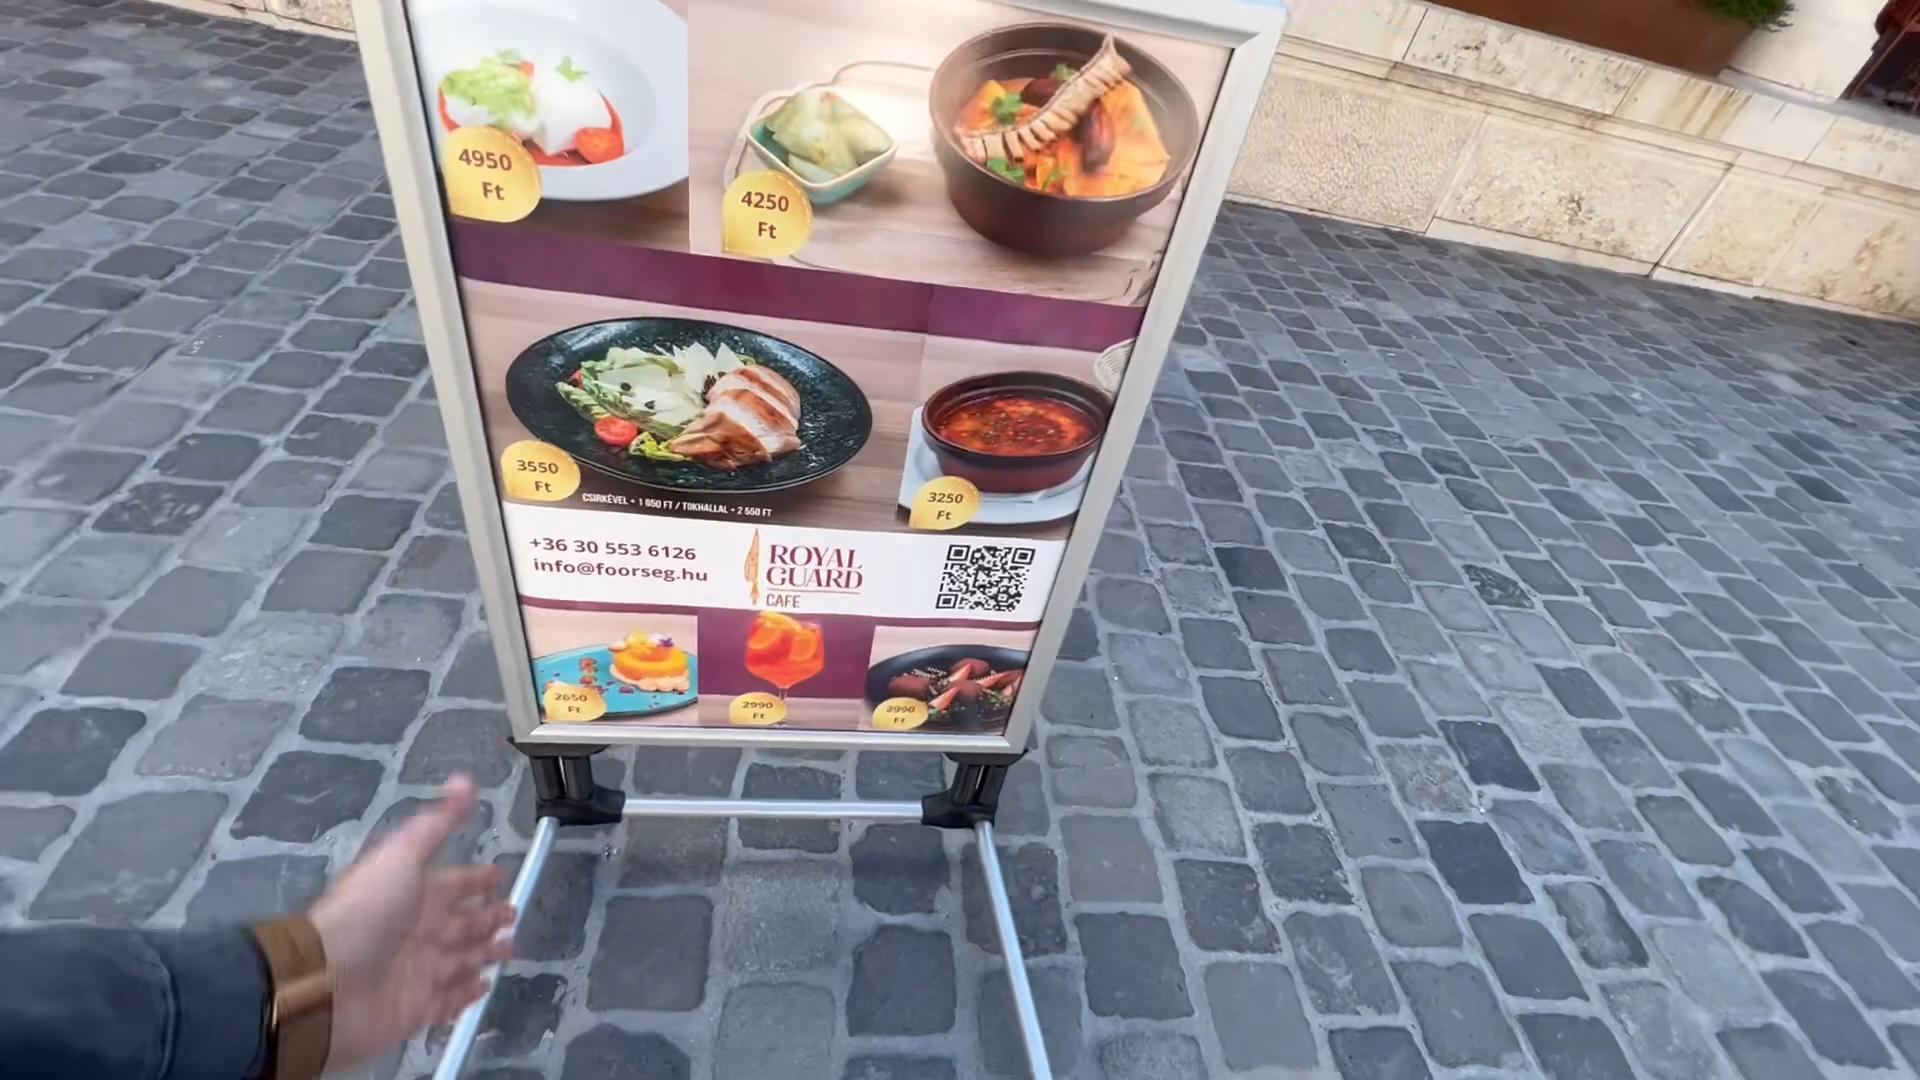 4950
Ft
4250
Ft
3550
Ft
CSIRKÉVEL + 1 650 FT / TOKHALLAL + 2 550 FT
3250
Ft
+36 30 553 6126
info@foorseg.hu
ROYAL
GUARD
CAFE
2650
Ft
2990
Ft
2990
Ft